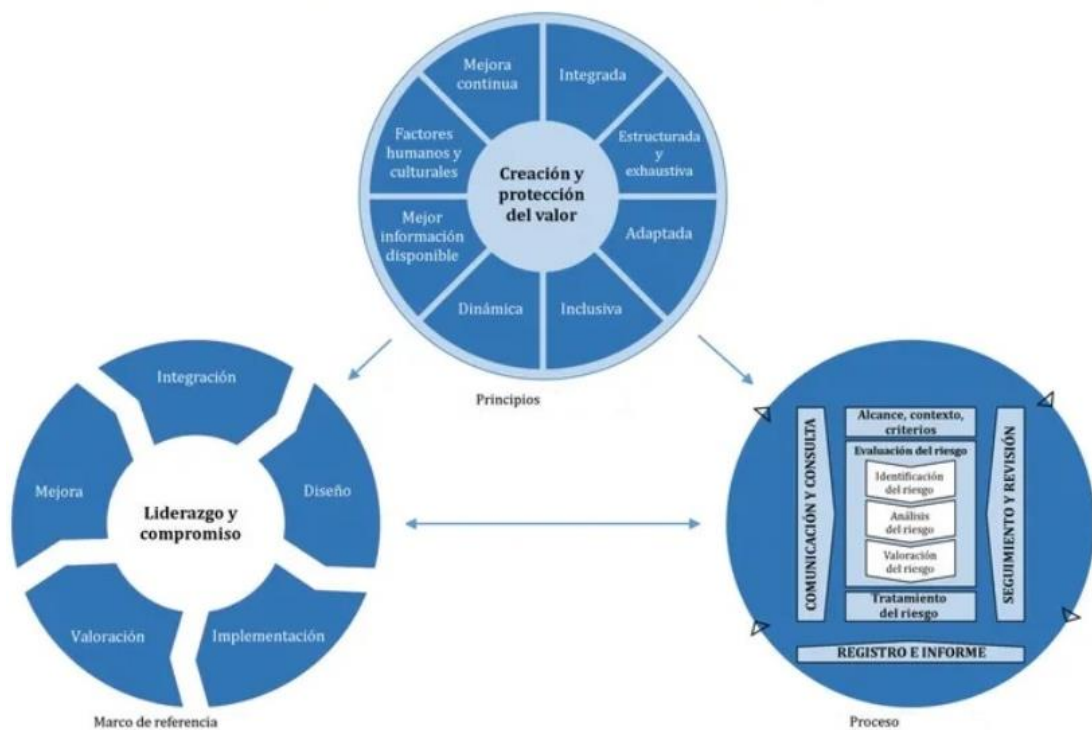 Mejora
continua
Integrada
Estructurada
y
exhaustiva
Adaptada
Inclusiva
Dinámica
Mejor
información
disponible
Factores
humanos y
culturales
Creación y
protección
del valor
Principios
Integración
Diseño
Implementación
Valoración
Mejora
Liderazgo y
compromiso
Marco de referencia
COMUNICACIÓN Y CONSULTA
Alcance, contexto,
criterios
Evaluación del riesgo
Identificación
del riesgo
Análisis
del riesgo
Valoración
del riesgo
Tratamiento
del riesgo
SEGUIMIENTO Y REVISIÓN
REGISTRO E INFORME
Proceso